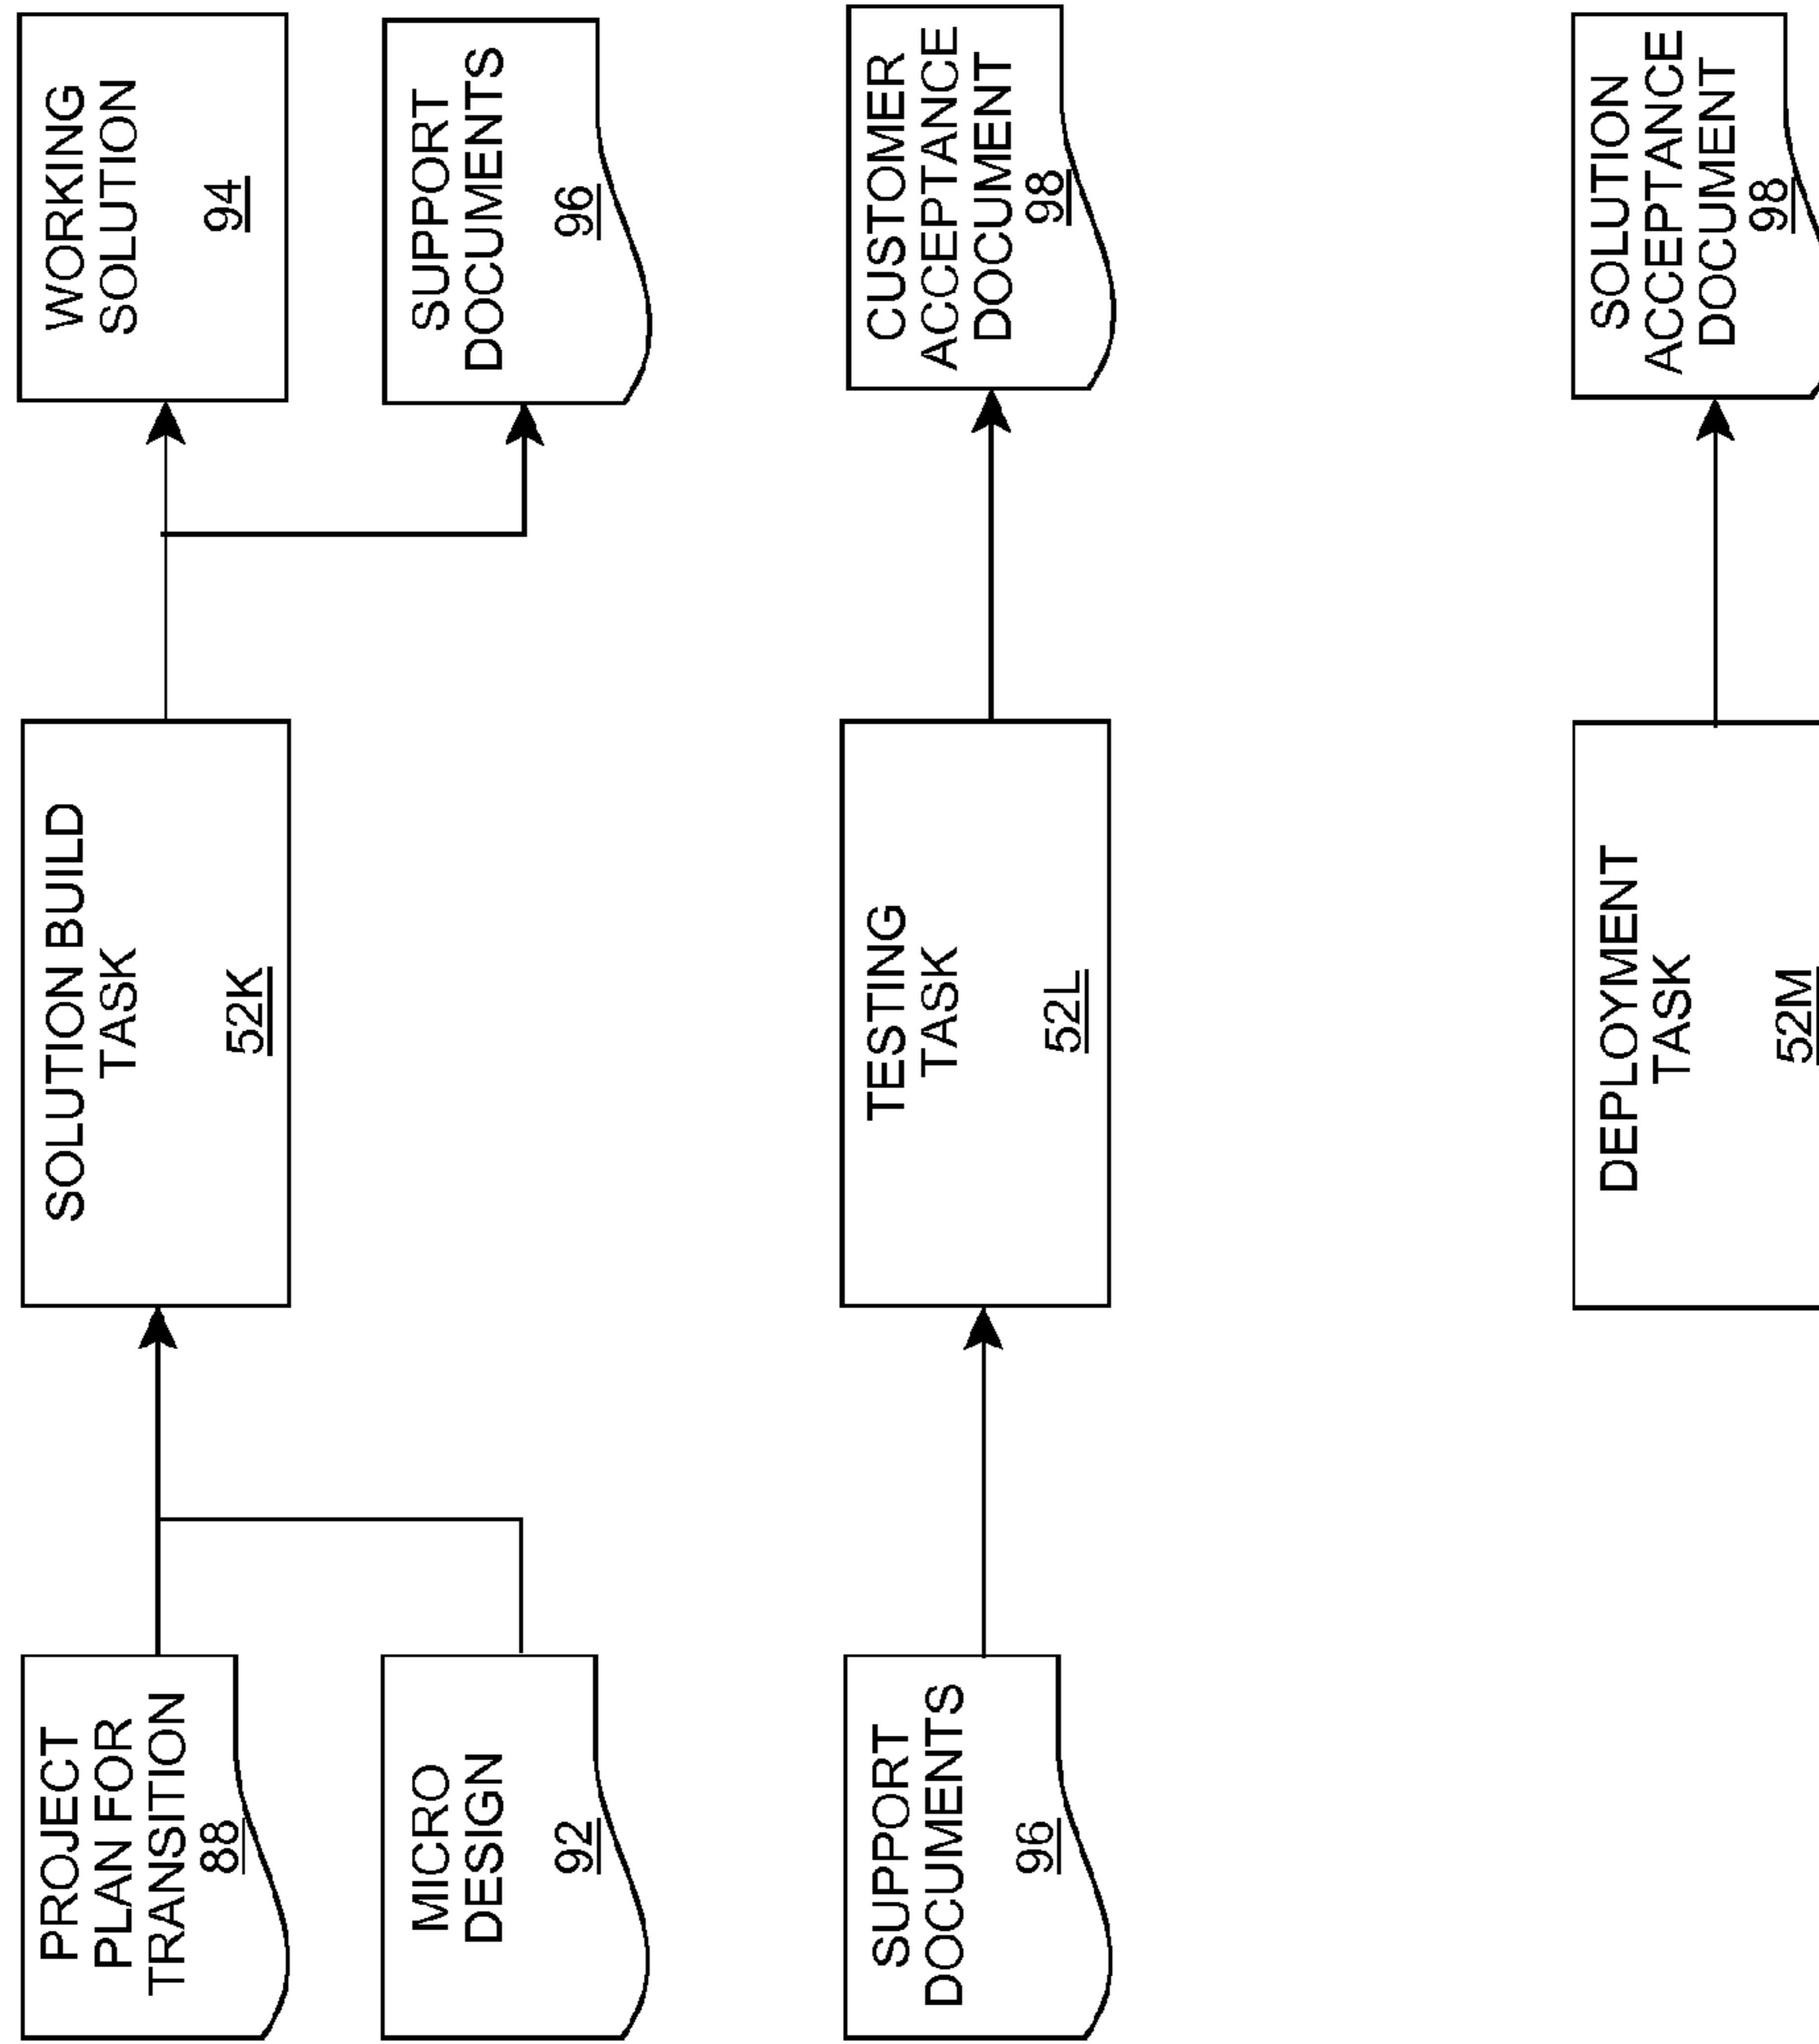 PROJECT
PLAN FOR
TRANSITION
88
MICRO
DESIGN
92
SOLUTION BUILD
TASK
52K
WORKING
SOLUTION
94
SUPPORT
DOCUMENTS
96
SUPPORT
DOCUMENTS
96
TESTING
TASK
52L
CUSTOMER
ACCEPTANCE
DOCUMENT
98
DEPLOYMENT
TASK
52M
SOLUTION
ACCEPTANCE
DOCUMENT
98